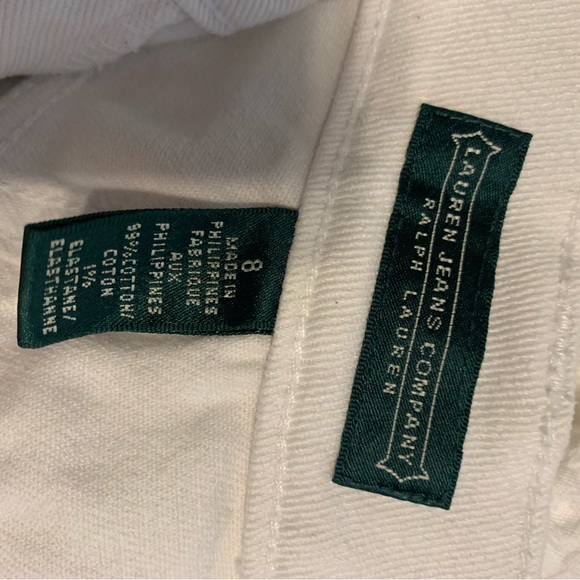 8
MADE IN
PHILIPPINES
FABRIQUE
AUX
PHILIPPINES
99% COTTON/
COTON
1%
ELASTANE/
ELASTHANNE
LAUREN JEANS COMPANY
RALPH LAUREN